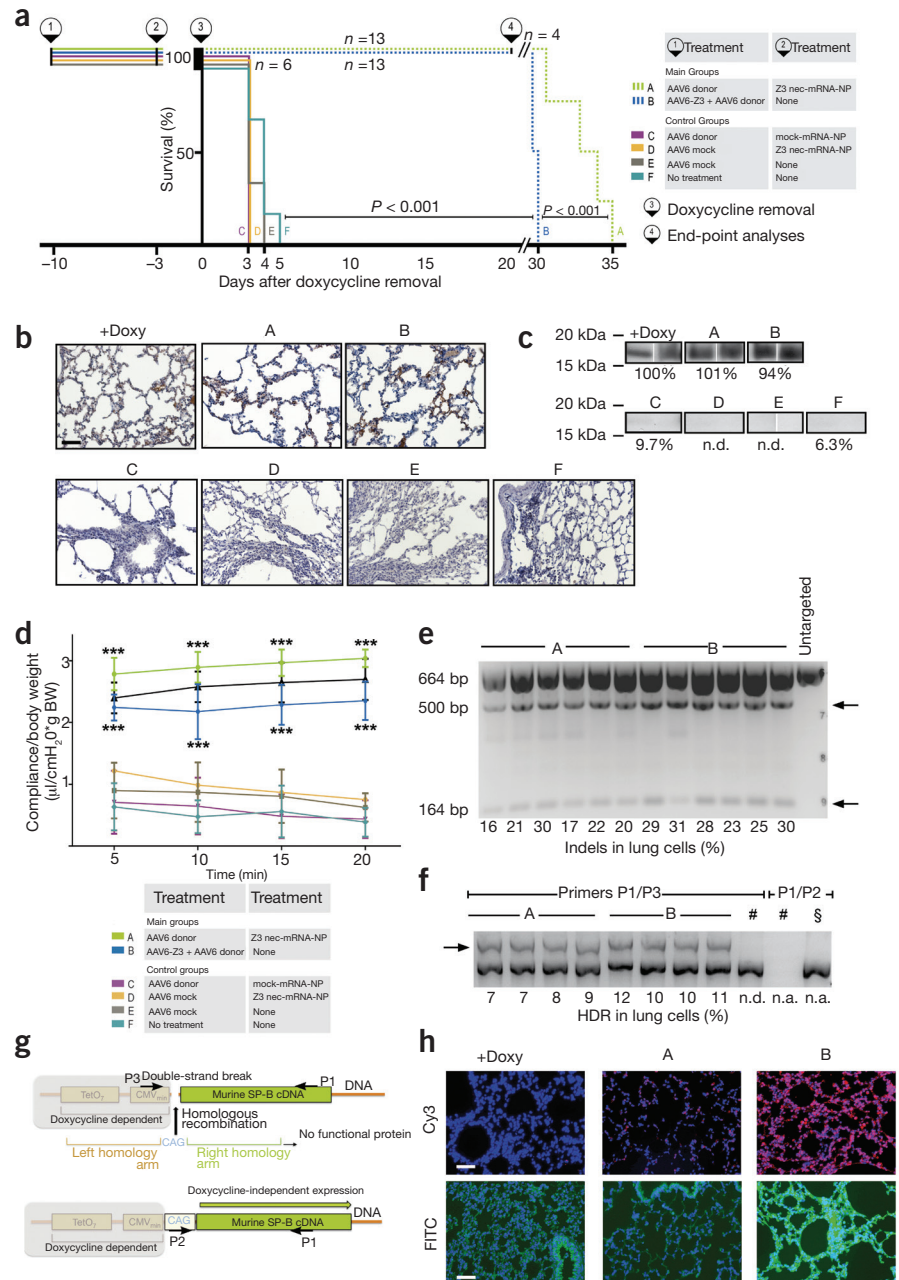 a
1 2 3 4
n =13 n = 4
100 n = 6 n =13
Survival (%)
50
P < 0.001 P < 0.001
C D E F B A
−10 −3 0 3 4 5 10 15 20 30 35
Days after doxycycline removal
1 Treatment 2 Treatment
Main Groups
A AAV6 donor Z3 nec-mRNA-NP
B AAV6-Z3 + AAV6 donor None
Control Groups
C AAV6 donor mock-mRNA-NP
D AAV6 mock Z3 nec-mRNA-NP
E AAV6 mock None
F No treatment None
3 Doxycycline removal
4 End-point analyses
b
+Doxy A B
C D E F
c
20 kDa +Doxy A B
15 kDa
100% 101% 94%
20 kDa C D E F
15 kDa
9.7% n.d. n.d. 6.3%
d
*** *** *** ***
3
2
*** *** *** ***
1
Compliance/body weight
(µl/cmH2O*g BW)
5 10 15 20
Time (min)
Treatment Treatment
Main groups
A AAV6 donor Z3 nec-mRNA-NP
B AAV6-Z3 + AAV6 donor None
Control groups
C AAV6 donor mock-mRNA-NP
D AAV6 mock Z3 nec-mRNA-NP
E AAV6 mock None
F No treatment None
e
A B Untargeted
664 bp
500 bp
7
8
9
164 bp
16 21 30 17 22 20 29 31 28 23 25 30
Indels in lung cells (%)
f
Primers P1/P3 P1/P2
A B # # §
7 7 8 9 12 10 10 11 n.d. n.a. n.a.
HDR in lung cells (%)
g
P3 Double-strand break P1 DNA
TetO7 CMVmin Murine SP-B cDNA
Doxycycline dependent
Homologous
recombination
No functional protein
CAG
Left homology
arm
Right homology
arm
Doxycycline-independent expression
DNA
TetO7 CMVmin CAG Murine SP-B cDNA
Doxycycline dependent P2 P1
h
+Doxy A B
Cy3
FITC